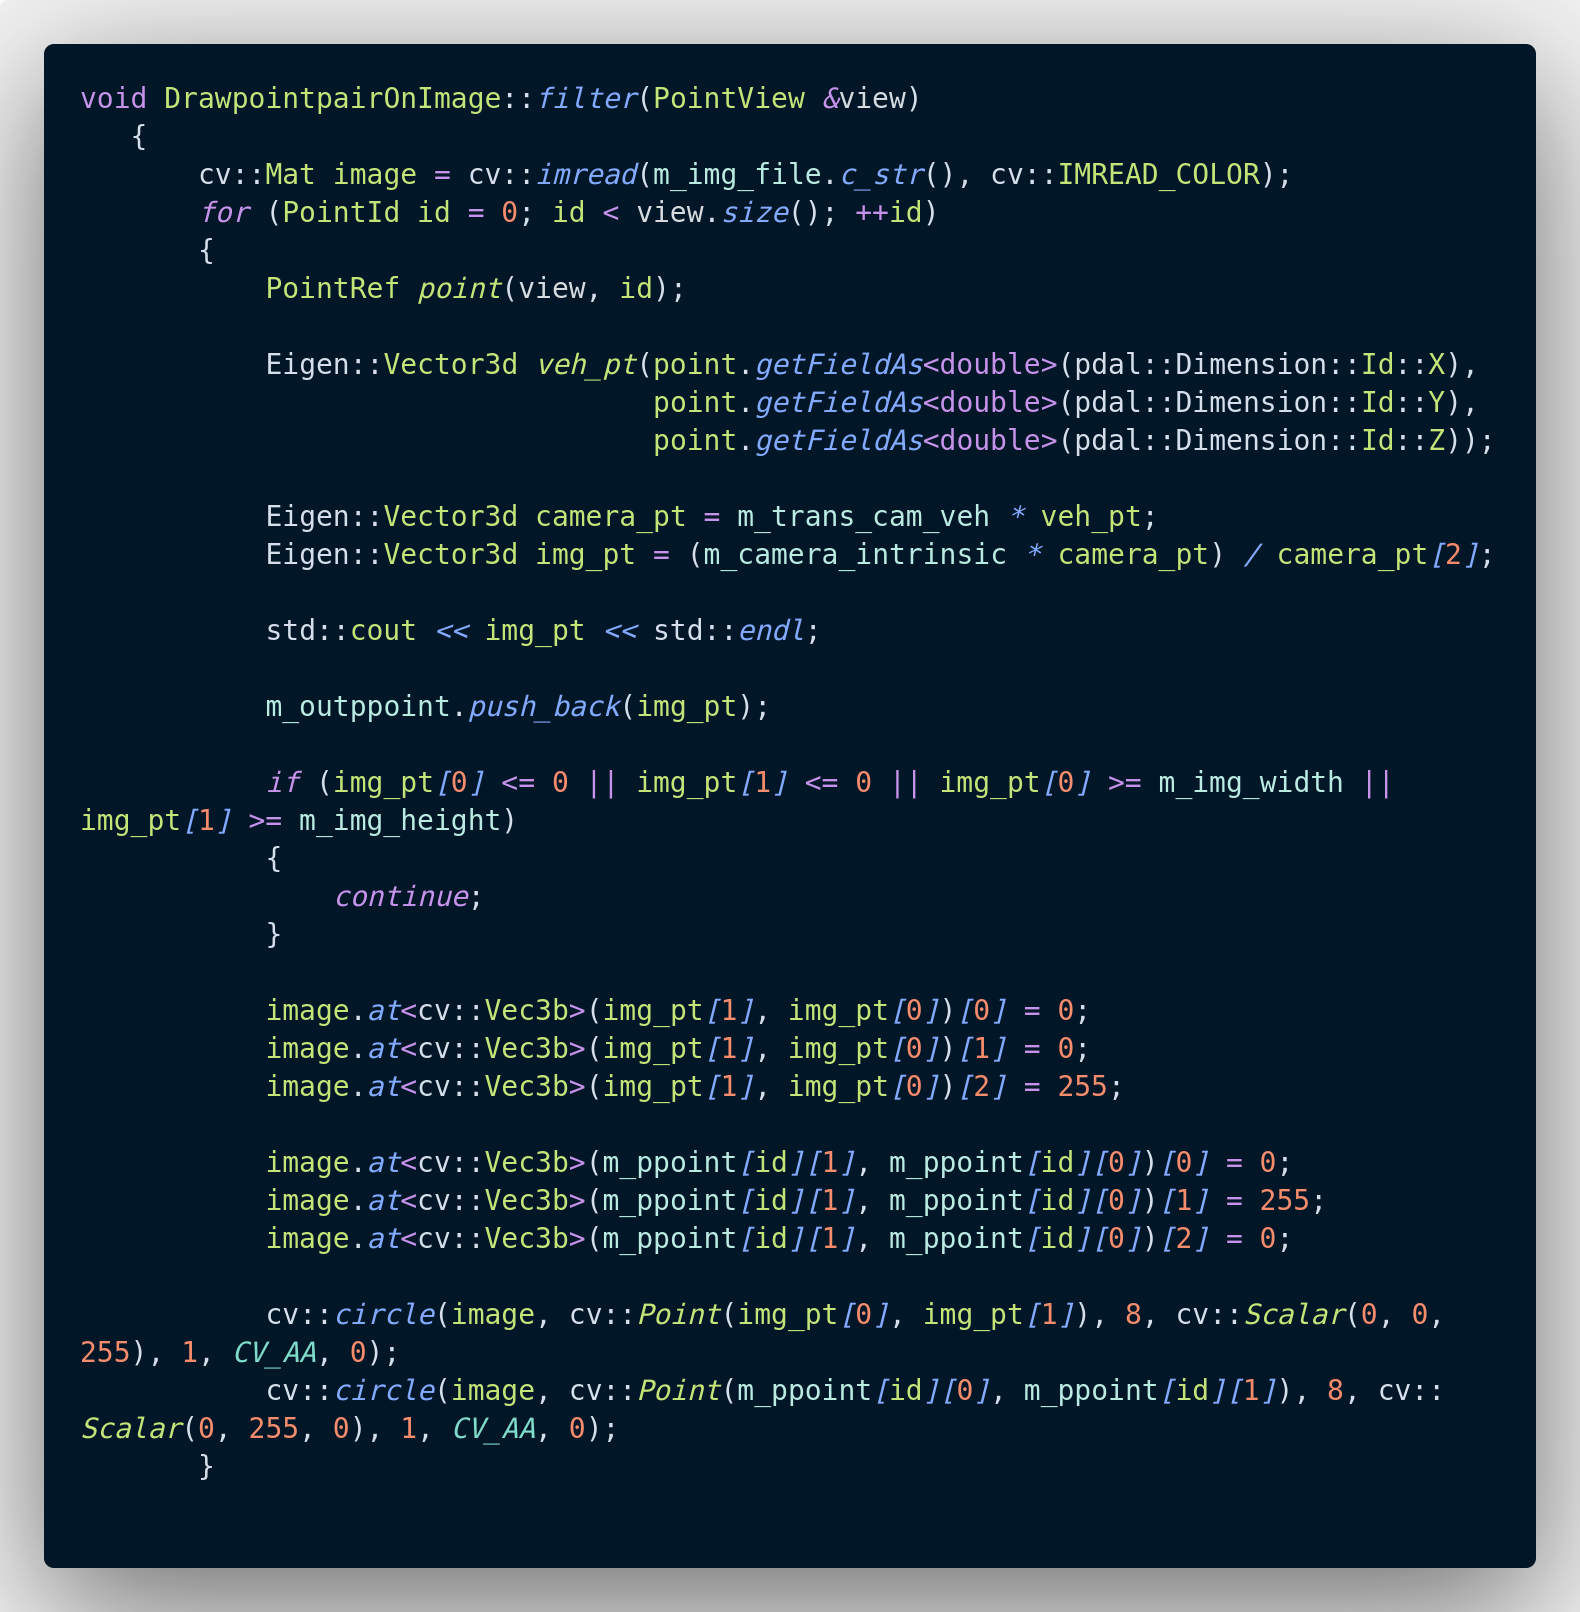 void DrawpointpairOnImage::filter(PointView &view)
   {
       cv::Mat image = cv::imread(m_img_file.c_str(), cv::IMREAD_COLOR);
       for (PointId id = 0; id < view.size(); ++id)
       {
           PointRef point(view, id);

           Eigen::Vector3d veh_pt(point.getFieldAs<double>(pdal::Dimension::Id::X),
                                  point.getFieldAs<double>(pdal::Dimension::Id::Y),
                                  point.getFieldAs<double>(pdal::Dimension::Id::Z));

           Eigen::Vector3d camera_pt = m_trans_cam_veh * veh_pt;
           Eigen::Vector3d img_pt = (m_camera_intrinsic * camera_pt) / camera_pt[2];

           std::cout << img_pt << std::endl;

           m_outppoint.push_back(img_pt);

           if (img_pt[0] <= 0 || img_pt[1] <= 0 || img_pt[0] >= m_img_width ||
img_pt[1] >= m_img_height)
           {
               continue;
           }

           image.at<cv::Vec3b>(img_pt[1], img_pt[0])[0] = 0;
           image.at<cv::Vec3b>(img_pt[1], img_pt[0])[1] = 0;
           image.at<cv::Vec3b>(img_pt[1], img_pt[0])[2] = 255;

           image.at<cv::Vec3b>(m_ppoint[id][1], m_ppoint[id][0])[0] = 0;
           image.at<cv::Vec3b>(m_ppoint[id][1], m_ppoint[id][0])[1] = 255;
           image.at<cv::Vec3b>(m_ppoint[id][1], m_ppoint[id][0])[2] = 0;

           cv::circle(image, cv::Point(img_pt[0], img_pt[1]), 8, cv::Scalar(0, 0,
255), 1, CV_AA, 0);
           cv::circle(image, cv::Point(m_ppoint[id][0], m_ppoint[id][1]), 8, cv::
Scalar(0, 255, 0), 1, CV_AA, 0);
       }